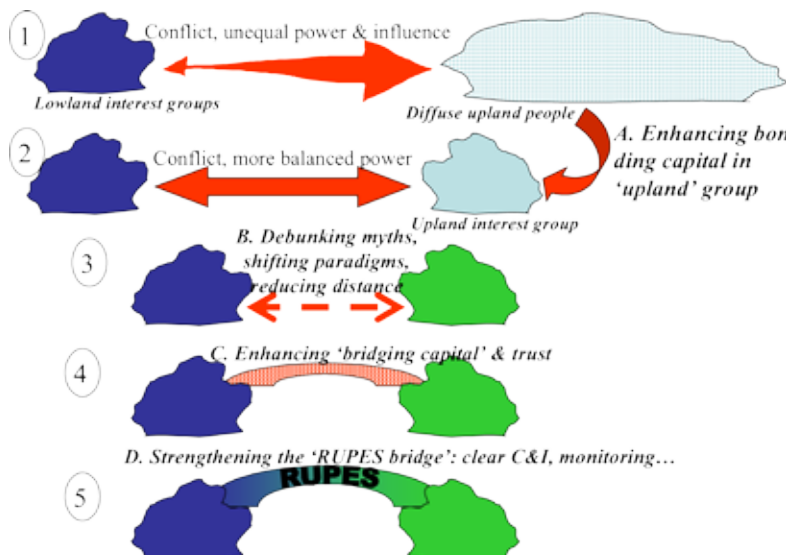 1
Conflict, unequal power & influence
Lowland interest groups
Diffuse upland people
A. Enhancing bon
ding capital in
‘upland’ group
2
Conflict, more balanced power
Upland interest group
3
B. Debunking myths,
shifting paradigms,
reducing distance
4
C. Enhancing ‘bridging capital’ & trust
D. Strengthening the ‘RUPES bridge’: clear C&I, monitoring…
5
RUPES